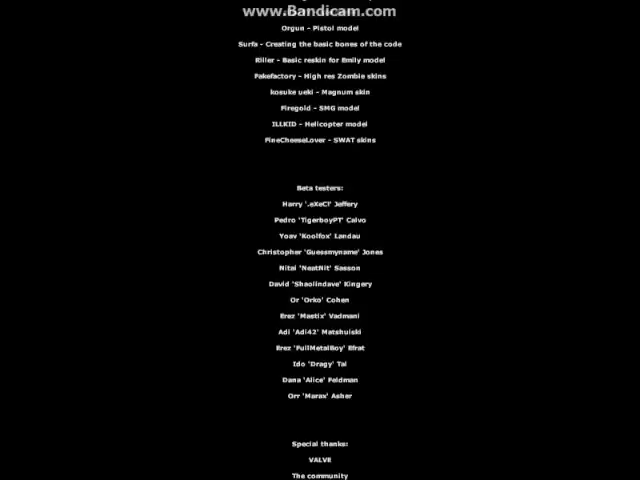 www.Bandicam.com
Orgun - Pistol model
Surfa - Creating the basic bones of the code
Riller - Basic reskin for Emily model
Fakefactory - High res Zombie skins
kosuke ueki - Magnum skin
Firegold - SMG model
ILLKID - Helicopter model
FineCheeseLover - SWAT skins
Beta testers:
Harry '.eXeC!' Jeffery
Pedro 'TigerboyPT' Calvo
Yoav 'Koolfox' Landau
Christopher 'Guessmyname' Jones
Nitai 'NeatNit' Sasson
David 'Shaolindave' Kingery
Or 'Orko' Cohen
Erez 'Mastix' Vadmani
Adi 'Adi42' Matshuiski
Erez 'FullMetalBoy' Efrat
Ido 'Dragy' Tal
Dana 'Alice' Feldman
Orr 'Marax' Asher
Special thanks:
VALVE
The community